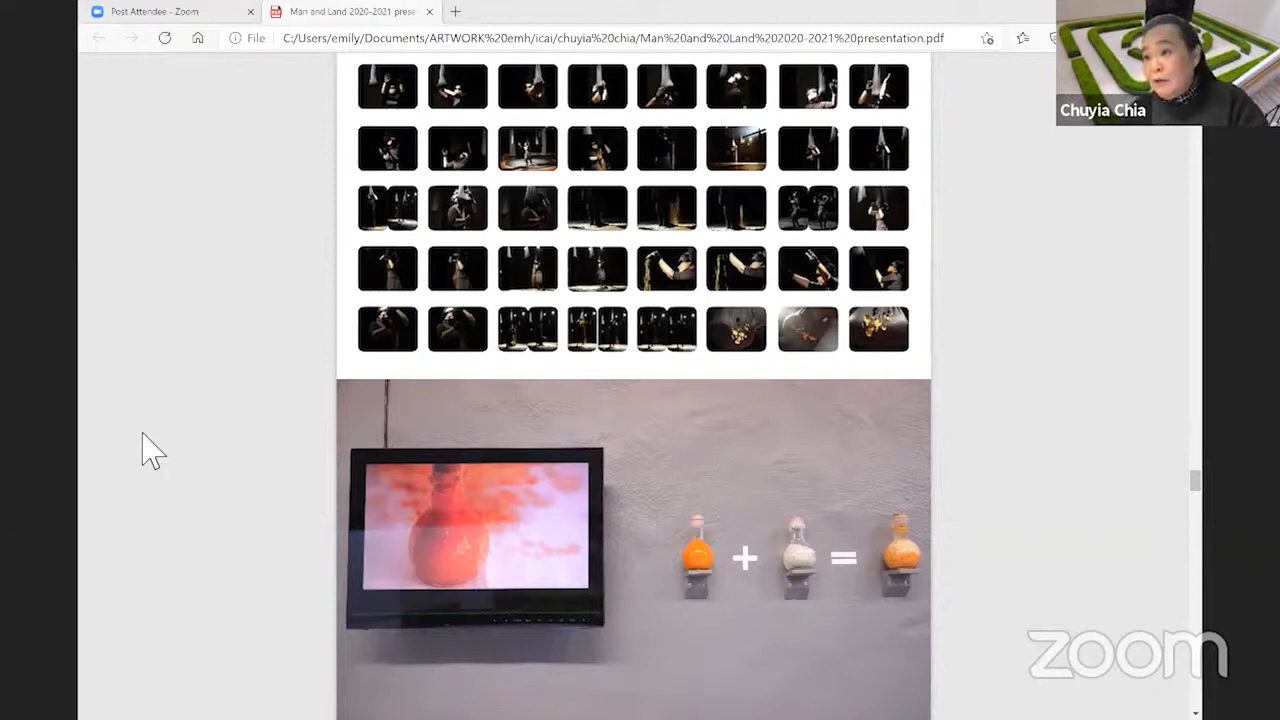 Post Attendee - Zoom
Man and Land 2020-2021 prese
File
C:/Users/emily/Documents/ARTWORK%20emh/icai/chuyia%20chia/Man%20and%20Land%202020-2021%20presentation.pdf
Chuyia Chia
+ =
zoom